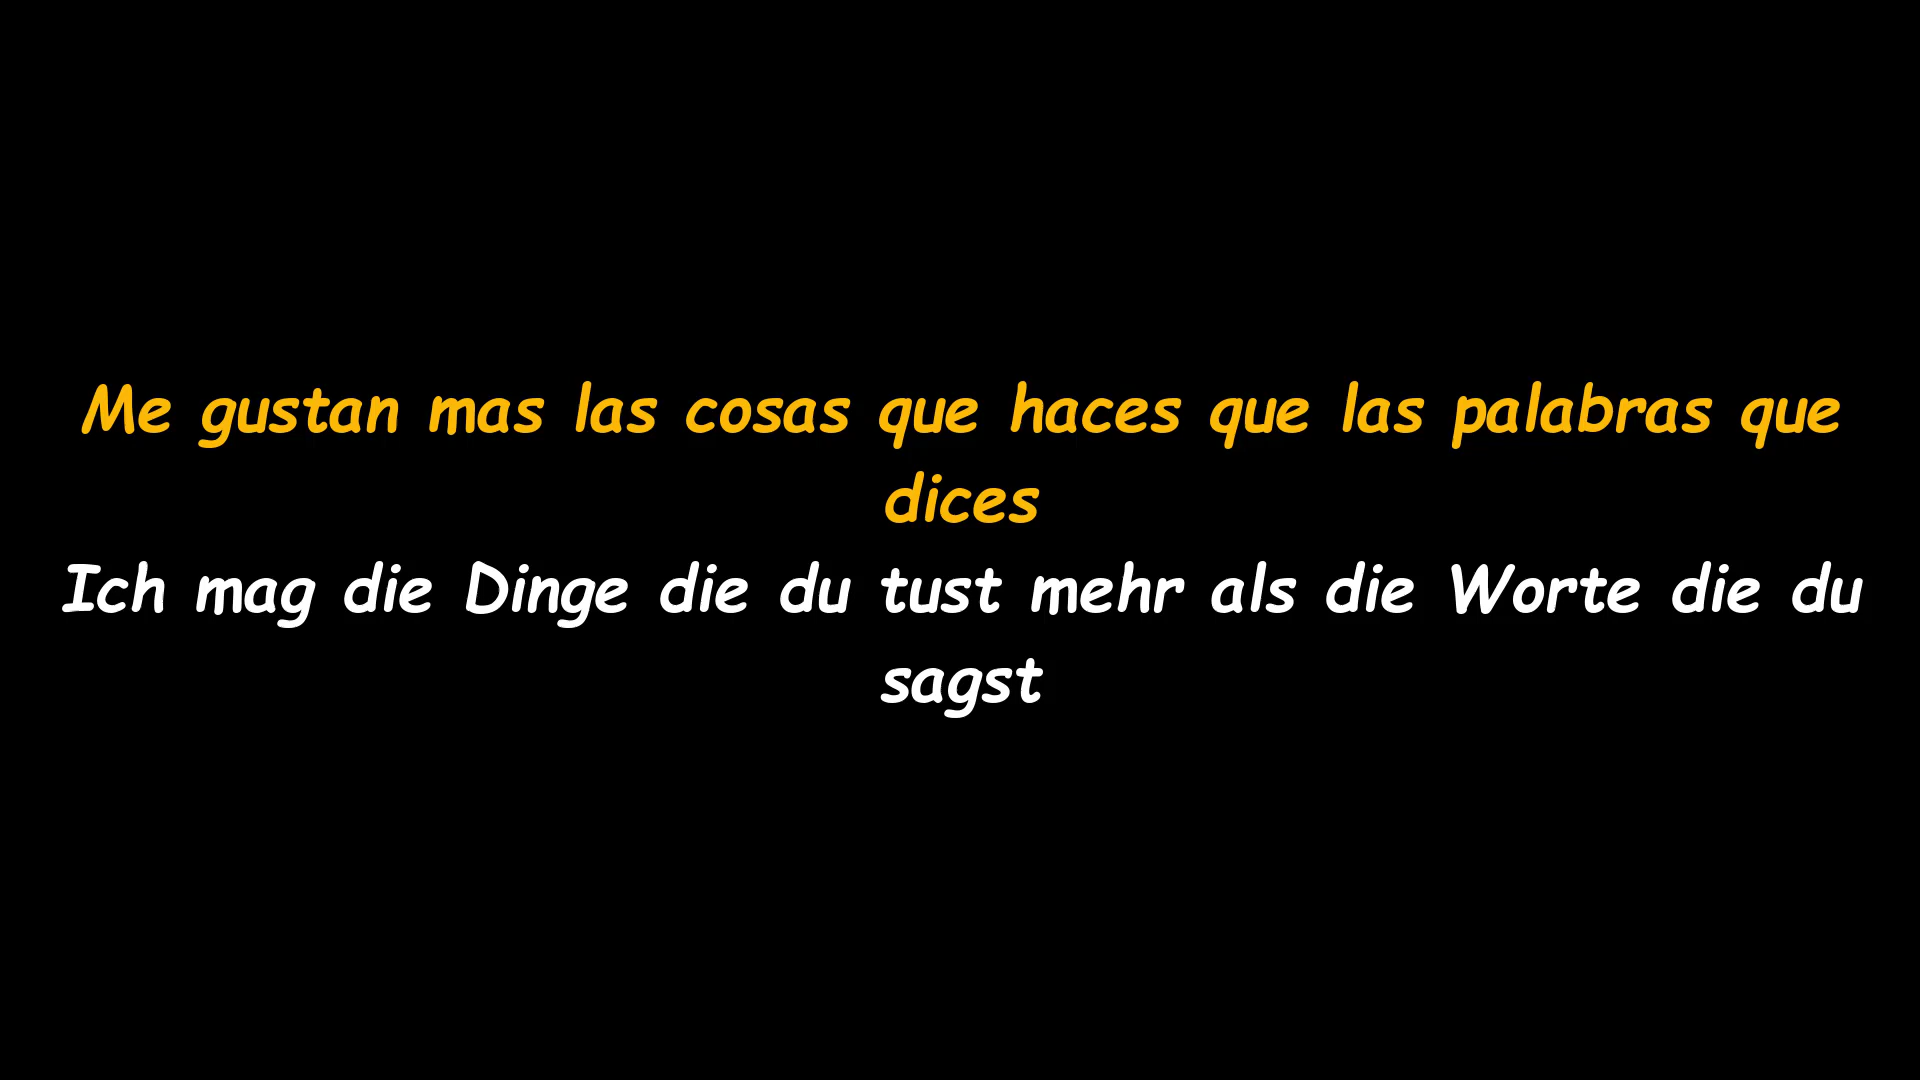 Me gustan mas las cosas que haces que las palabras que
dices
Ich mag die Dinge die du tust mehr als die Worte die du
sagst